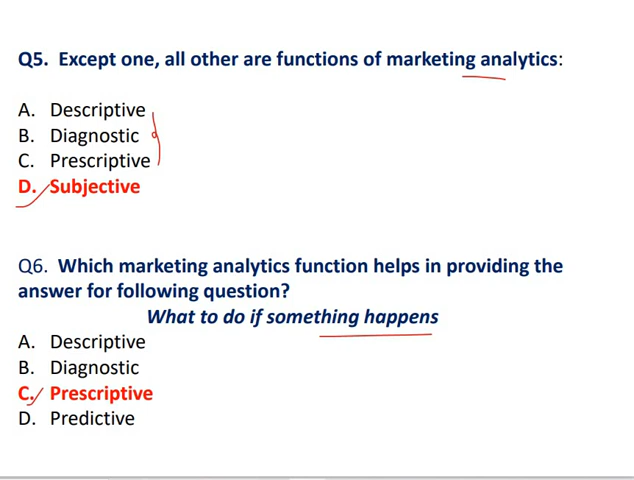 Q5. Except one, all other are functions of marketing analytics:
A. Descriptive
B. Diagnostic
C. Prescriptive
D. Subjective
Q6. Which marketing analytics function helps in providing the
answer for following question?
What to do if something happens
A. Descriptive
B. Diagnostic
C. Prescriptive
D. Predictive